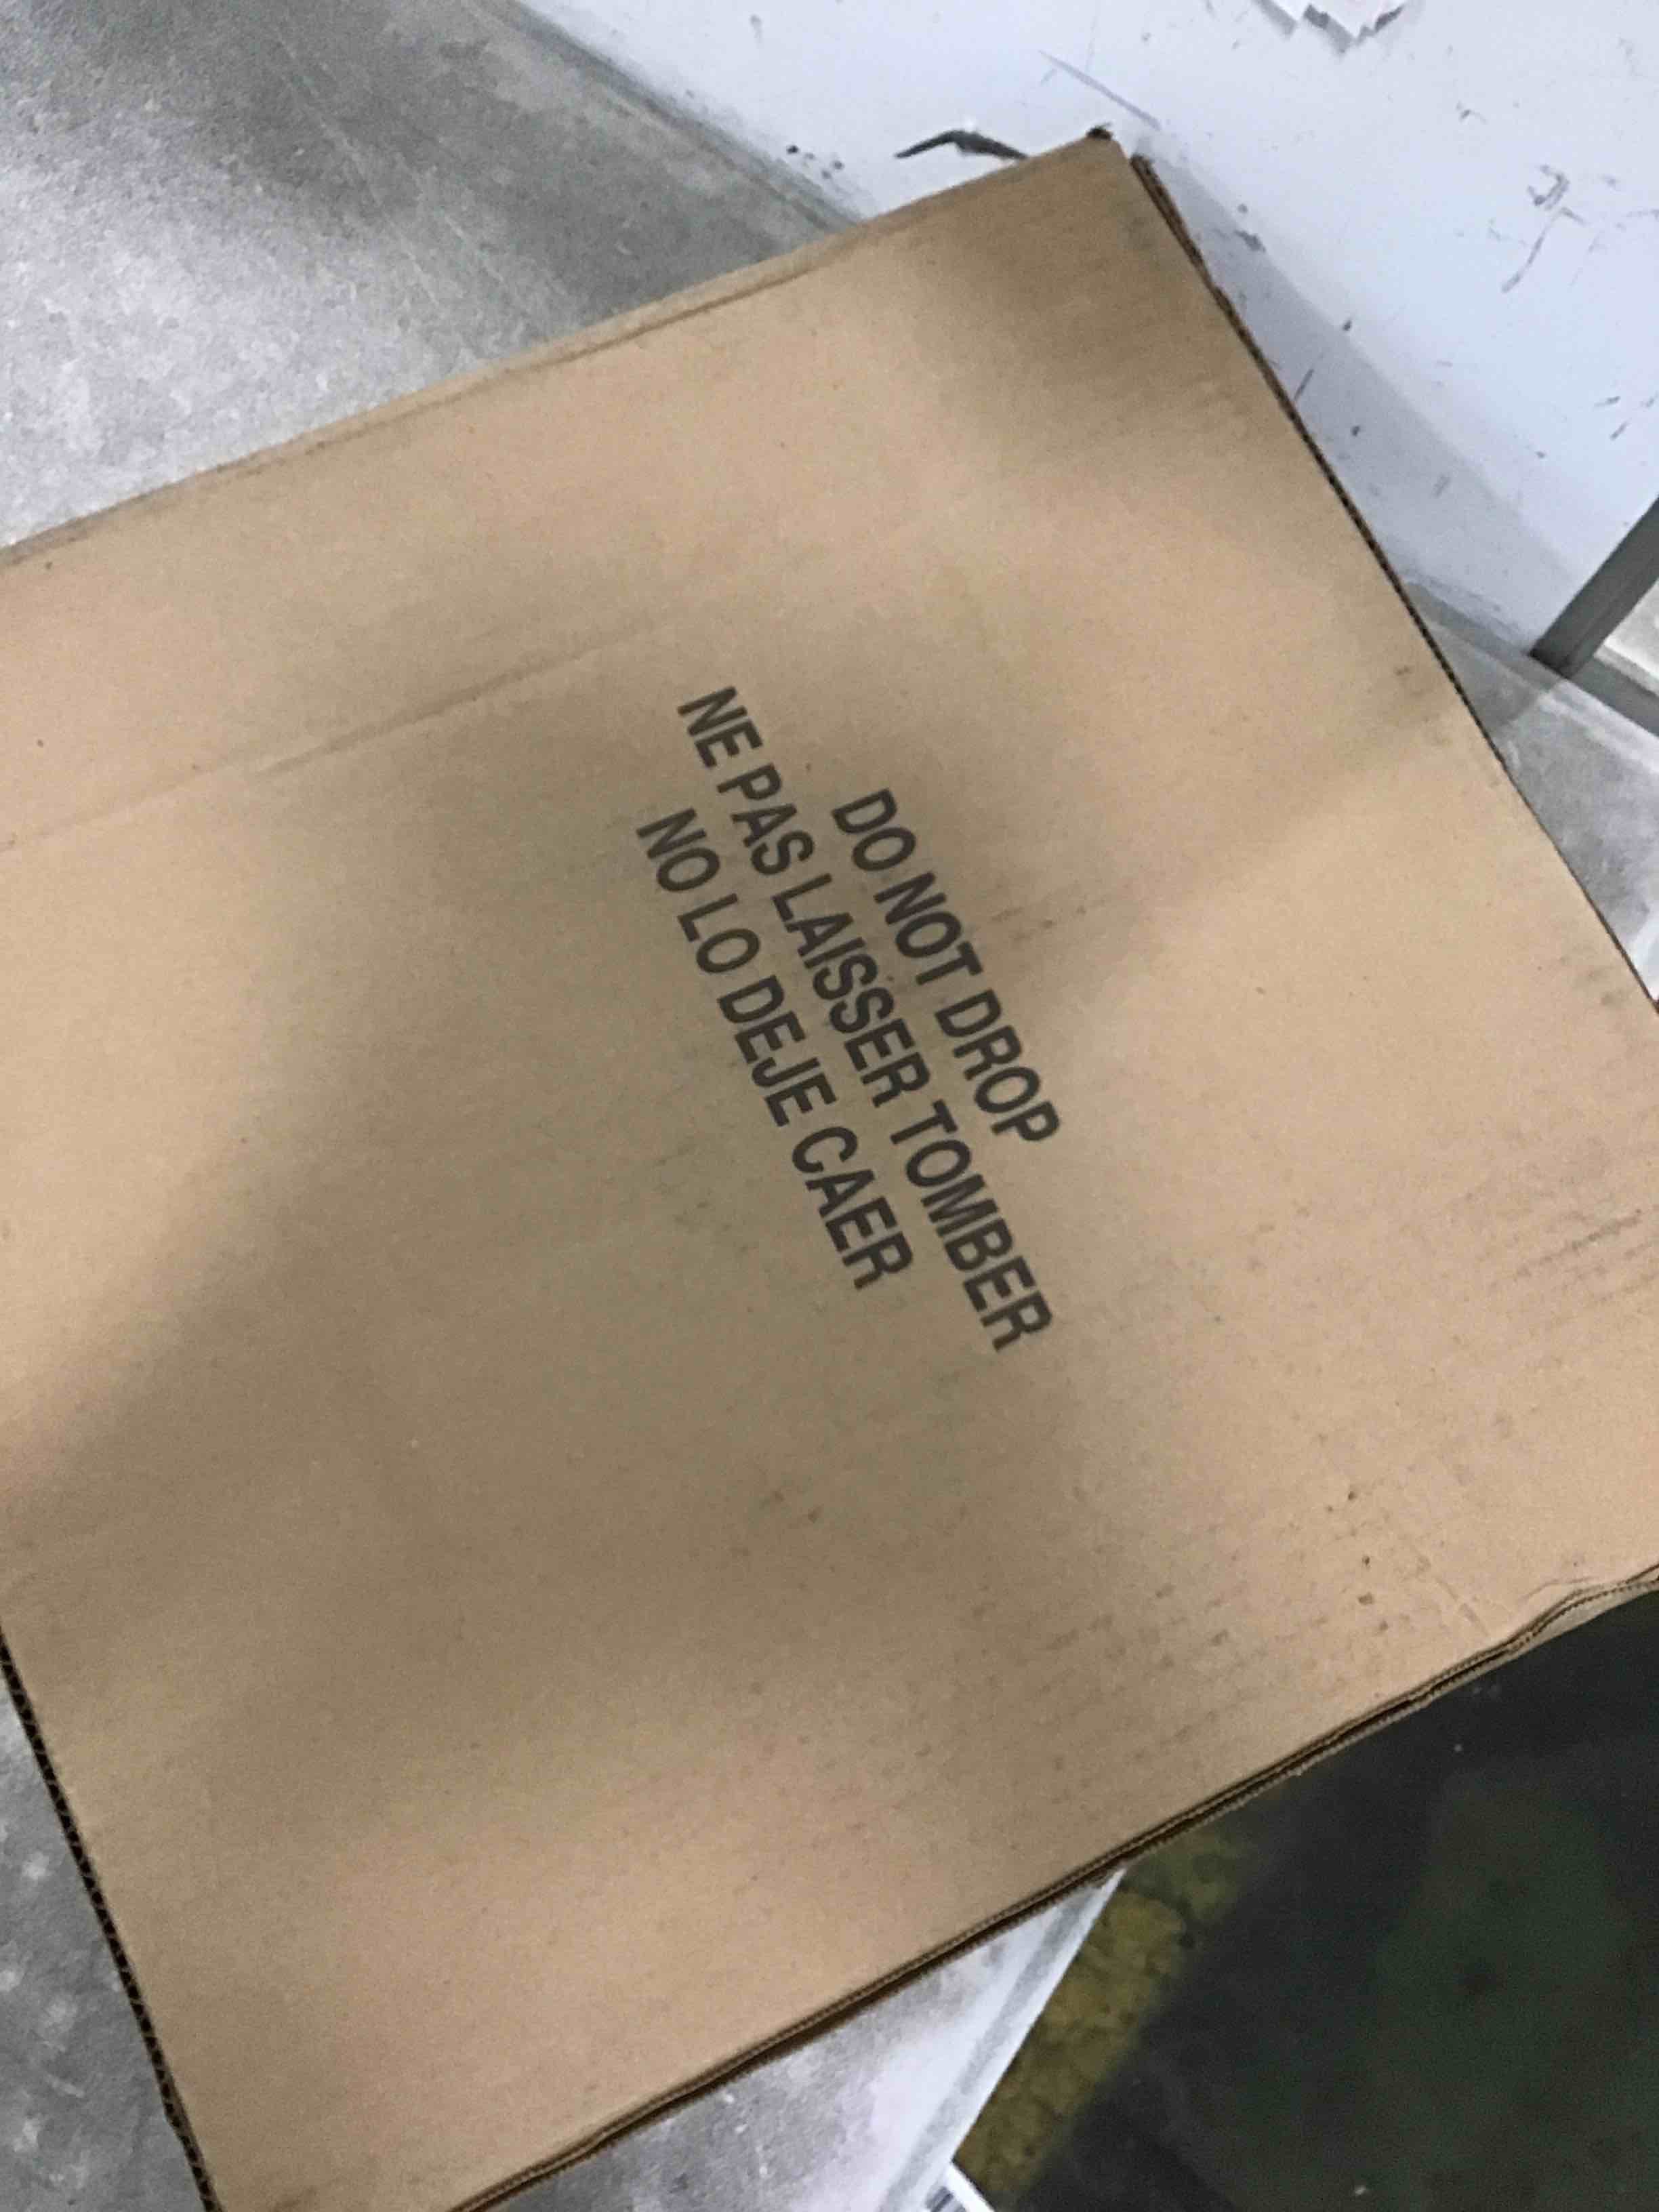 DO NOT DROP
NE PAS LAISSER TOMBER
NO LO DEJE CAER